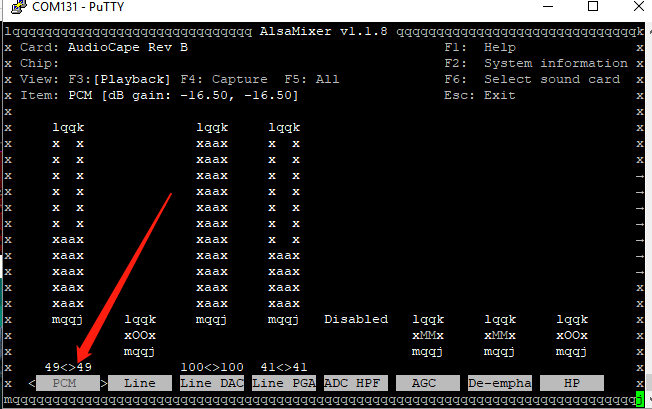 COM131 - PuTTY
lqqqqqqqqqqqqqqqqqqqqqqqqqqqqqq AlsaMixer v1.1.8 qqqqqqqqqqqqqqqqqqqqqqqqqqqqqqk
x Card: AudioCape Rev B F1: Help x
x Chip: F2: System information x
x View: F3:[Playback] F4: Capture F5: All F6: Select sound card x
x Item: PCM [dB gain: -16.50, -16.50] Esc: Exit x
x x
x lqqk lqqk lqqk x
x x x xaax x x x
x x x xaax x x x
x x x xaax x x →
x x x xaax x x →
x x x xaax x x →
x x x xaax x x →
x xaax xaax x x →
x xaax xaax xaax →
x xaax xaax xaax →
x xaax xaax xaax x
x xaax xaax xaax x
x mqqj lqqk mqqj mqqj Disabled lqqk lqqk lqqk x
x xOOx xMMx xMMx xOOx x
x mqqj mqqj mqqj mqqj x
x 49<>49 100<>100 41<>41 x
x < PCM > Line Line DAC Line PGA ADC HPF AGC De-empha HP x
mqqqqqqqqqqqqqqqqqqqqqqqqqqqqqqqqqqqqqqqqqqqqqqqqqqqqqqqqqqqqqqqqqqqqqqqqqqqqqqj